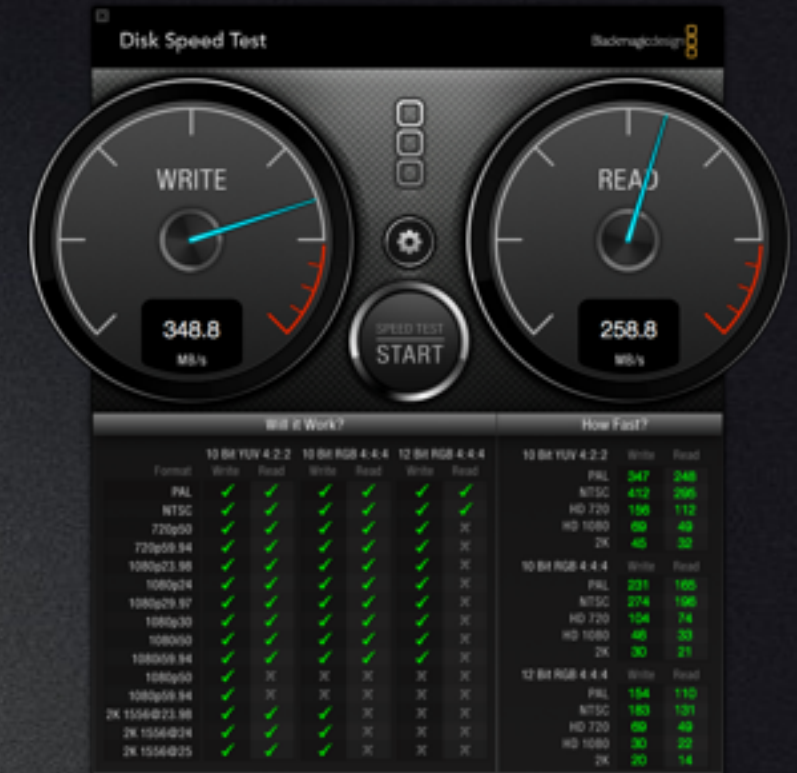 Disk Speed Test
Blackmagicdesign
WRITE
READ
348.8
MB/s
258.8
MB/s
SPEED TEST
START
Will it Work?
How Fast?
10 Bit YUV 4:2:2 10 Bit RGB 4:4:4 12 Bit RGB 4:4:4
Format Write Read Write Read Write Read
PAL ✓ ✓ ✓ ✓ ✓ ✓
NTSC ✓ ✓ ✓ ✓ ✓ ✓
720p50 ✓ ✓ ✓ ✓ ✓ ✗
720p59.94 ✓ ✓ ✓ ✓ ✓ ✗
1080p23.98 ✓ ✓ ✓ ✓ ✓ ✗
1080p24 ✓ ✓ ✓ ✓ ✓ ✗
1080p29.97 ✓ ✓ ✓ ✓ ✓ ✗
1080p30 ✓ ✓ ✓ ✓ ✓ ✗
1080i50 ✓ ✓ ✓ ✓ ✓ ✗
1080i59.94 ✓ ✓ ✓ ✓ ✓ ✗
1080p50 ✓ ✗ ✗ ✗ ✗ ✗
1080p59.94 ✓ ✗ ✗ ✗ ✗ ✗
2K 1556@23.98 ✓ ✓ ✓ ✗ ✗ ✗
2K 1556@24 ✓ ✓ ✓ ✗ ✗ ✗
2K 1556@25 ✓ ✓ ✓ ✗ ✗ ✗
10 Bit YUV 4:2:2 Write Read
PAL 347 248
NTSC 412 295
HD 720 156 112
HD 1080 69 49
2K 45 32
10 Bit RGB 4:4:4 Write Read
PAL 231 165
NTSC 274 196
HD 720 104 74
HD 1080 46 33
2K 30 21
12 Bit RGB 4:4:4 Write Read
PAL 154 110
NTSC 183 131
HD 720 69 49
HD 1080 30 22
2K 20 14